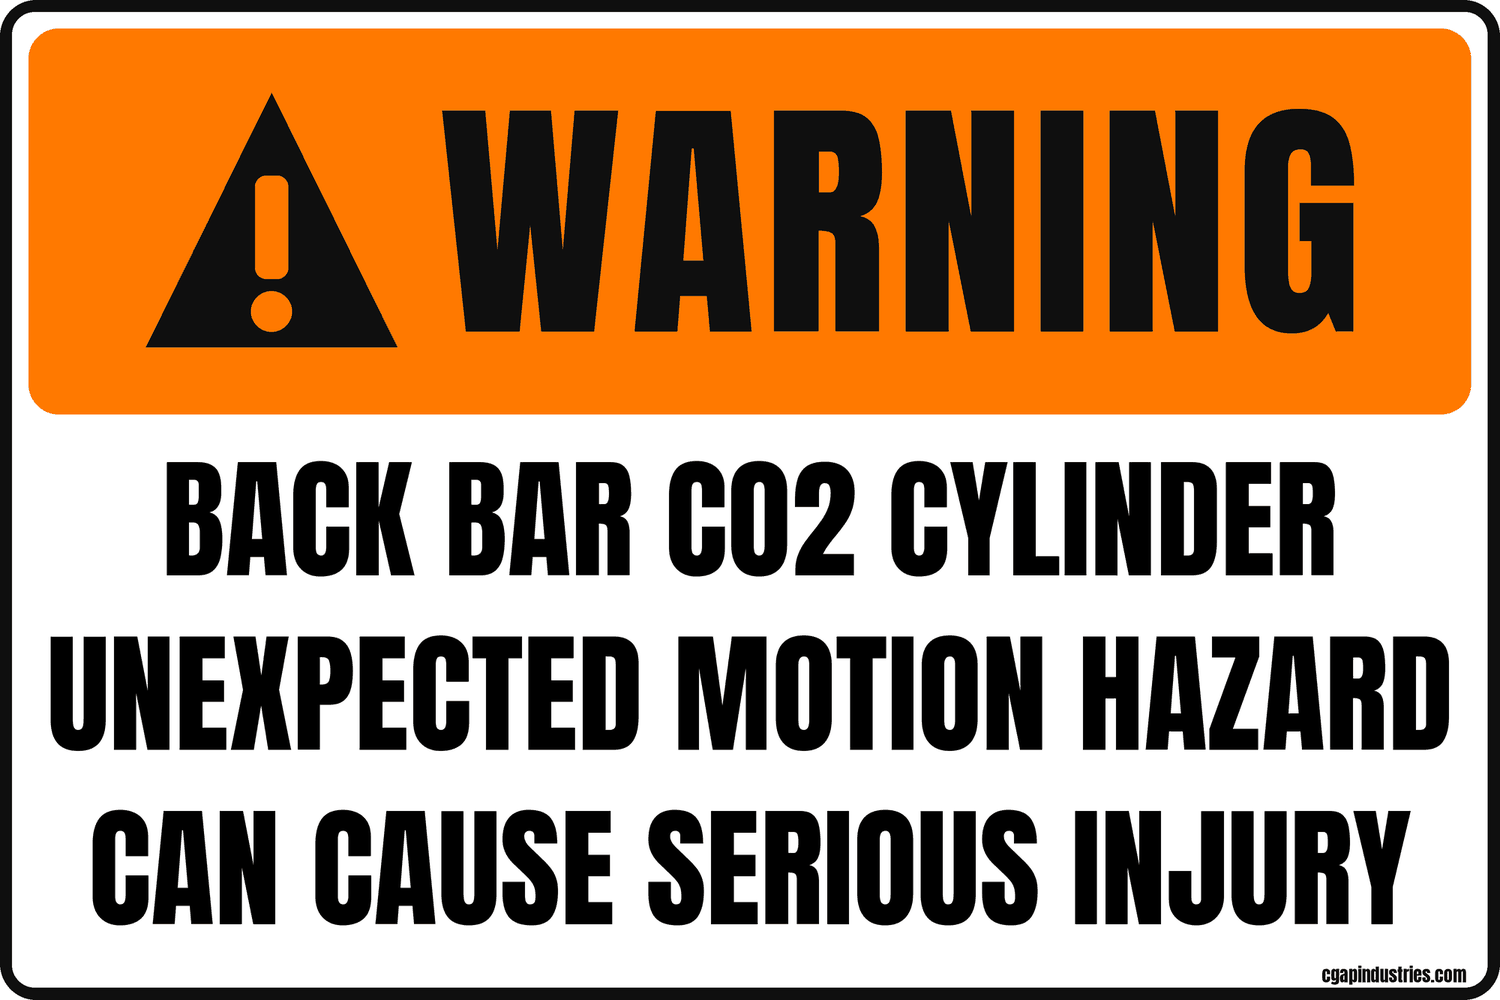 WARNING
BACK BAR CO2 CYLINDER
UNEXPECTED MOTION HAZARD
CAN CAUSE SERIOUS INJURY
cgapindustries.com